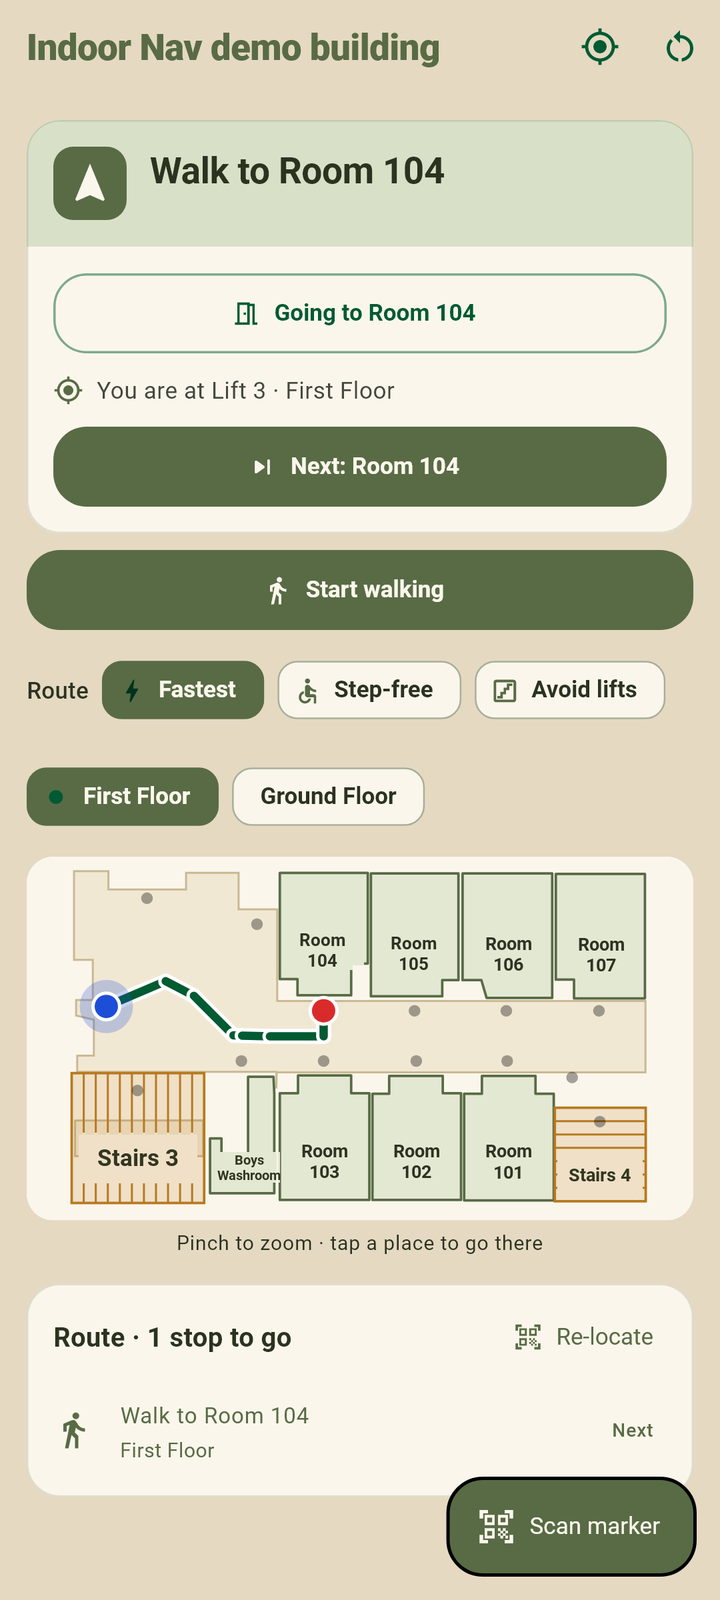 Indoor Nav demo building
Walk to Room 104
Going to Room 104
You are at Lift 3 · First Floor
Next: Room 104
Start walking
Route
Fastest
Step-free
Avoid lifts
First Floor
Ground Floor
Room
104
Room
105
Room
106
Room
107
Stairs 3
Boys
Washroom
Room
103
Room
102
Room
101
Stairs 4
Pinch to zoom · tap a place to go there
Route · 1 stop to go
Re-locate
Walk to Room 104
First Floor
Next
Scan marker